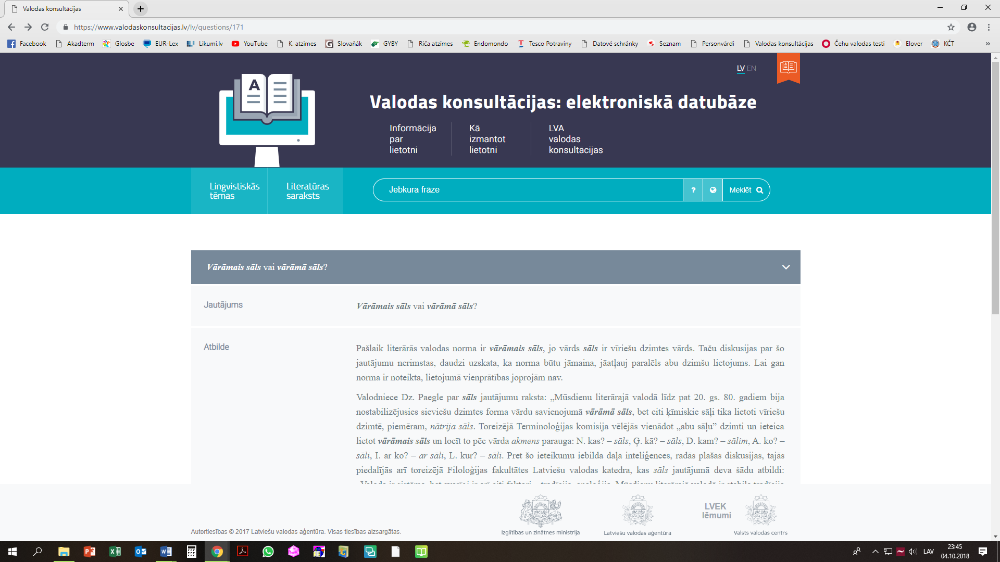 Valodas konsultācijas
https://www.valodaskonsultacijas.lv/lv/questions/171
Facebook Akadterm Glosbe EUR-Lex Likumi.lv YouTube K. atzīmes Slovaňák GYBY Riča atzīmes Endomondo Tesco Potraviny Datové schránky Seznam Personvārdi Valodas konsultācijas Čehu valodas testi Elover KČT »
LV EN
A
Valodas konsultācijas: elektroniskā datubāze
Informācija par lietotni
Kā izmantot lietotni
LVA valodas konsultācijas
Lingvistiskās tēmas
Literatūras saraksts
Jebkura frāze ? Meklēt
Vārāmais sāls vai vārāmā sāls?
Jautājums
Vārāmais sāls vai vārāmā sāls?
Atbilde
Pašlaik literārās valodas norma ir vārāmais sāls, jo vārds sāls ir vīriešu dzimtes vārds. Taču diskusijas par šo
jautājumu nerimstas, daudzi uzskata, ka norma būtu jāmaina, jāatļauj paralēls abu dzimšu lietojums. Lai gan
norma ir noteikta, lietojumā vienprātības joprojām nav.
Valodniece Dz. Paegle par sāls jautājumu raksta: „Mūsdienu literārajā valodā līdz pat 20. gs. 80. gadiem bija
nostabilizējusies sieviešu dzimtes forma vārdu savienojumā vārāmā sāls, bet citi ķīmiskie sāļi tika lietoti vīriešu
dzimtē, piemēram, nātrija sāls. Toreizējā Terminoloģijas komisija vēlējās vienādot „abu sāļu” dzimti un ieteica
lietot vārāmais sāls un locīt to pēc vārda akmens parauga: N. kas? – sāls, Ģ. kā? – sāls, D. kam? – sālim, A. ko? –
sāli, I. ar ko? – ar sāli, L. kur? – sālī. Pret šo ieteikumu iebilda daļa inteliģences, radās plašas diskusijas, tajās
piedalījās arī toreizējā Filoloģijas fakultātes Latviešu valodas katedra, kas sāls jautājumā deva šādu atbildi:
Autortiesības © 2017 Latviešu valodas aģentūra. Visas tiesības aizsargātas.
Izglītības un zinātnes ministrija
Latviešu valodas aģentūra
LVEK
lēmumi
Valsts valodas centrs
LAV
23:45
04.10.2018